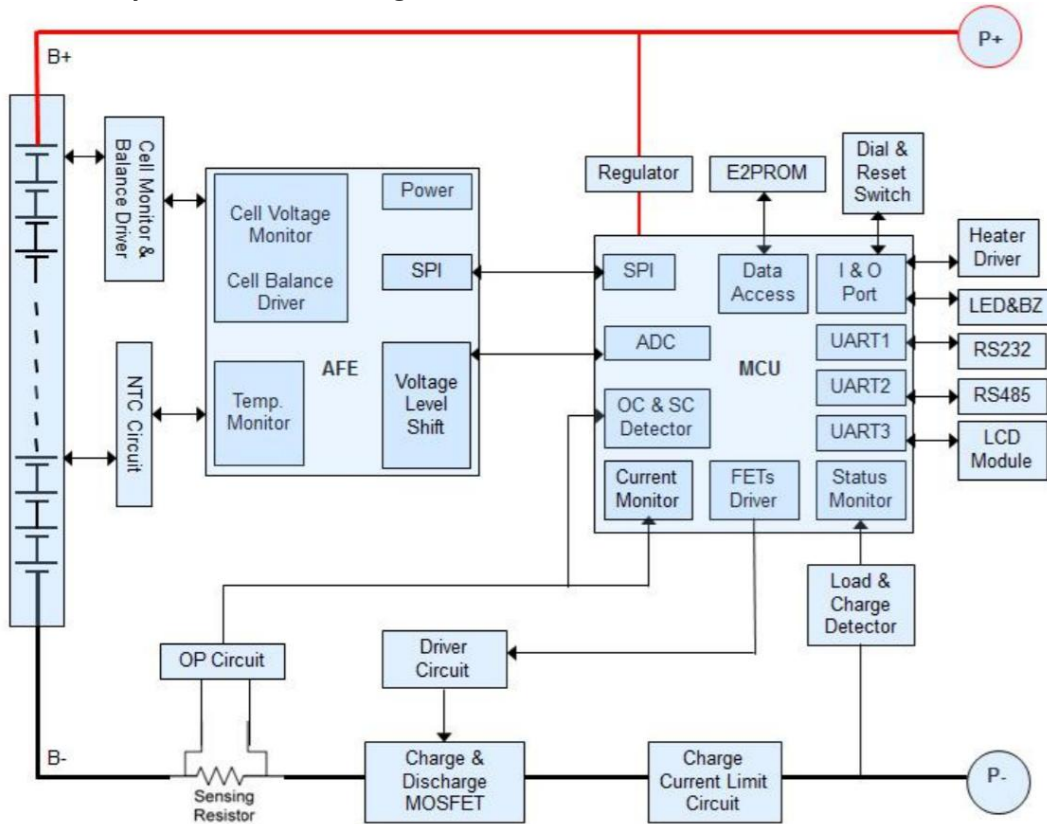 B+
P+
Cell Monitor &
Balance Driver
Cell Voltage
Monitor
Cell Balance
Driver
Power
SPI
AFE
Voltage
Level
Shift
Temp.
Monitor
NTC Circuit
Regulator
E2PROM
Dial &
Reset
Switch
SPI
Data
Access
I & O
Port
Heater
Driver
LED&BZ
ADC
MCU
UART1
RS232
OC & SC
Detector
UART2
RS485
UART3
LCD
Module
Current
Monitor
FETs
Driver
Status
Monitor
Load &
Charge
Detector
OP Circuit
Driver
Circuit
B-
Sensing
Resistor
Charge &
Discharge
MOSFET
Charge
Current Limit
Circuit
P-